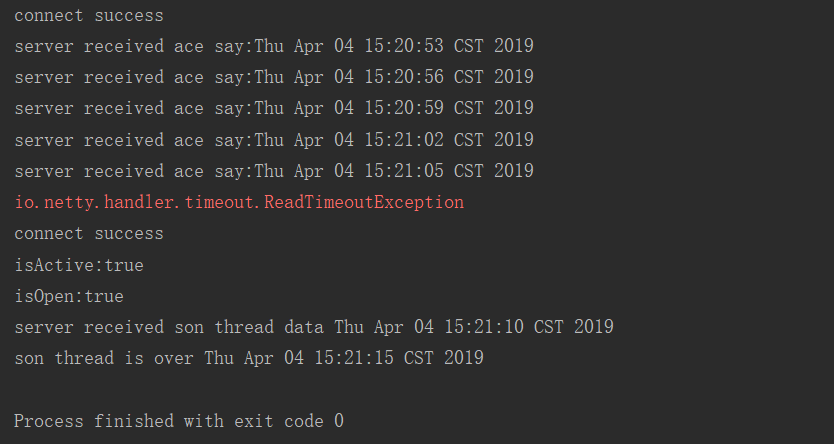 connect success
server received ace say:Thu Apr 04 15:20:53 CST 2019
server received ace say:Thu Apr 04 15:20:56 CST 2019
server received ace say:Thu Apr 04 15:20:59 CST 2019
server received ace say:Thu Apr 04 15:21:02 CST 2019
server received ace say:Thu Apr 04 15:21:05 CST 2019
io.netty.handler.timeout.ReadTimeoutException
connect success
isActive:true
isOpen:true
server received son thread data Thu Apr 04 15:21:10 CST 2019
son thread is over Thu Apr 04 15:21:15 CST 2019
Process finished with exit code 0